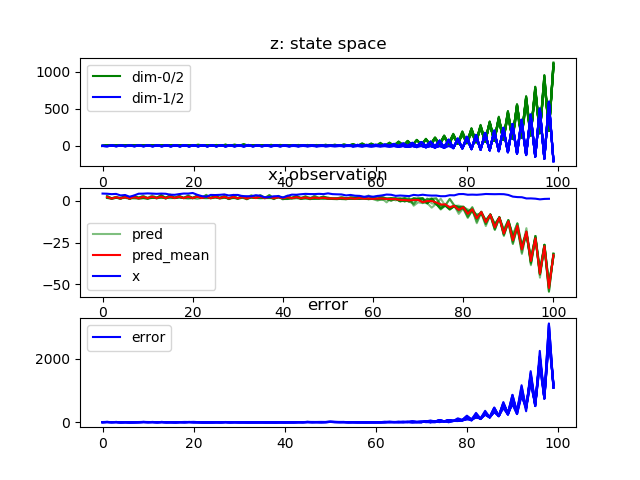 z: state space
1000
500
0
dim-0/2
dim-1/2
0 20 40 60 80 100
x: observation
0
−25
−50
pred
pred_mean
x
0 20 40 60 80 100
error
2000
0
error
0 20 40 60 80 100